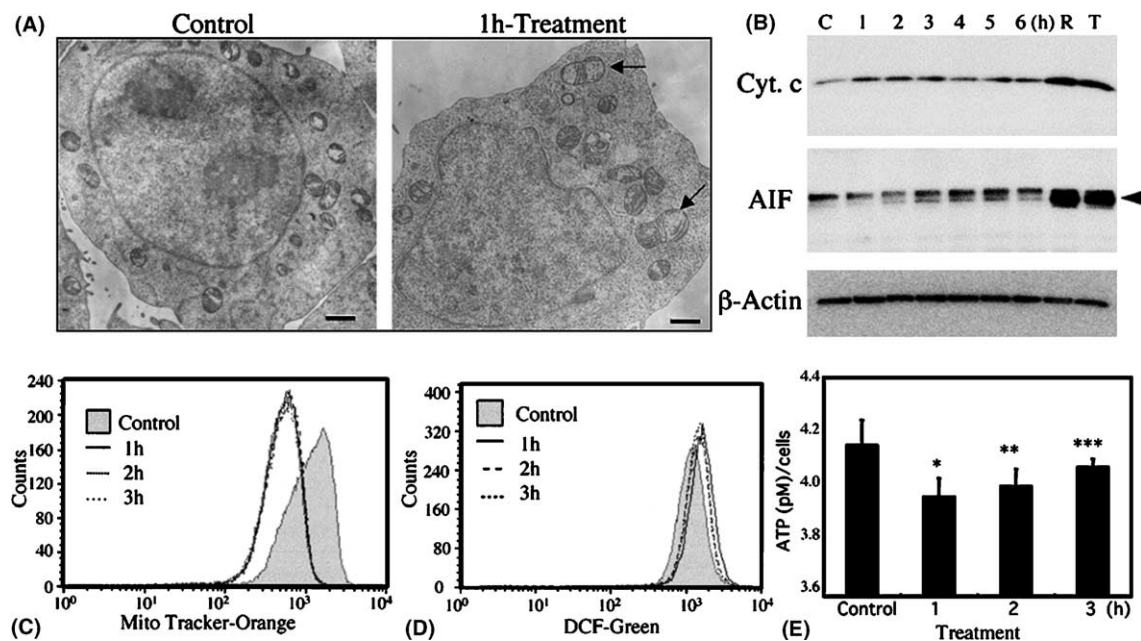 (A) Control 1h-Treatment
(B) C 1 2 3 4 5 6 (h) R T
Cyt. c
AIF
β-Actin
240
200
160
120
80
40
0
Counts
Control
1h
2h
3h
10⁰ 10¹ 10² 10³ 10⁴
(C) Mito Tracker-Orange
400
320
240
160
80
0
Counts
Control
1h
2h
3h
10⁰ 10¹ 10² 10³ 10⁴
(D) DCF-Green
4.4
4.2
4.0
3.8
3.6
ATP (pM)/cells
* ** ***
Control 1 2 3 (h)
(E) Treatment